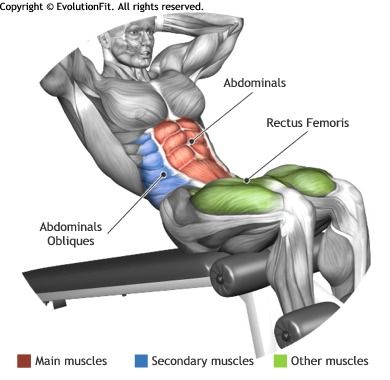 Copyright © EvolutionFit. All rights reserved.
Abdominals
Rectus Femoris
Abdominals
Obliques
Main muscles
Secondary muscles
Other muscles